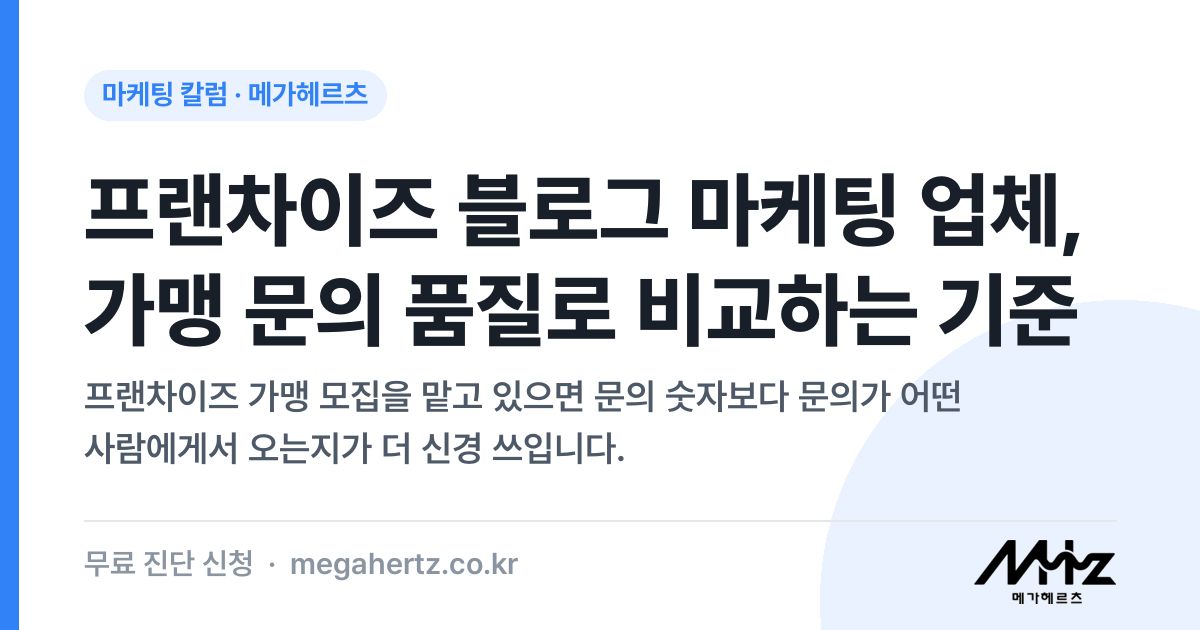 마케팅 칼럼 · 메가헤르츠
프랜차이즈 블로그 마케팅 업체,
가맹 문의 품질로 비교하는 기준
프랜차이즈 가맹 모집을 맡고 있으면 문의 숫자보다 문의가 어떤
사람에게서 오는지가 더 신경 쓰입니다.
무료 진단 신청 · megahertz.co.kr
MHz
메가헤르츠